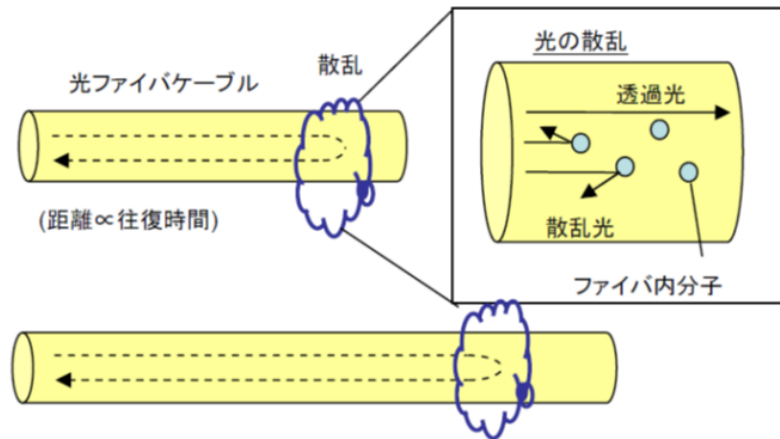 光ファイバケーブル
散乱
(距離∝往復時間)
光の散乱
透過光
散乱光
ファイバ内分子